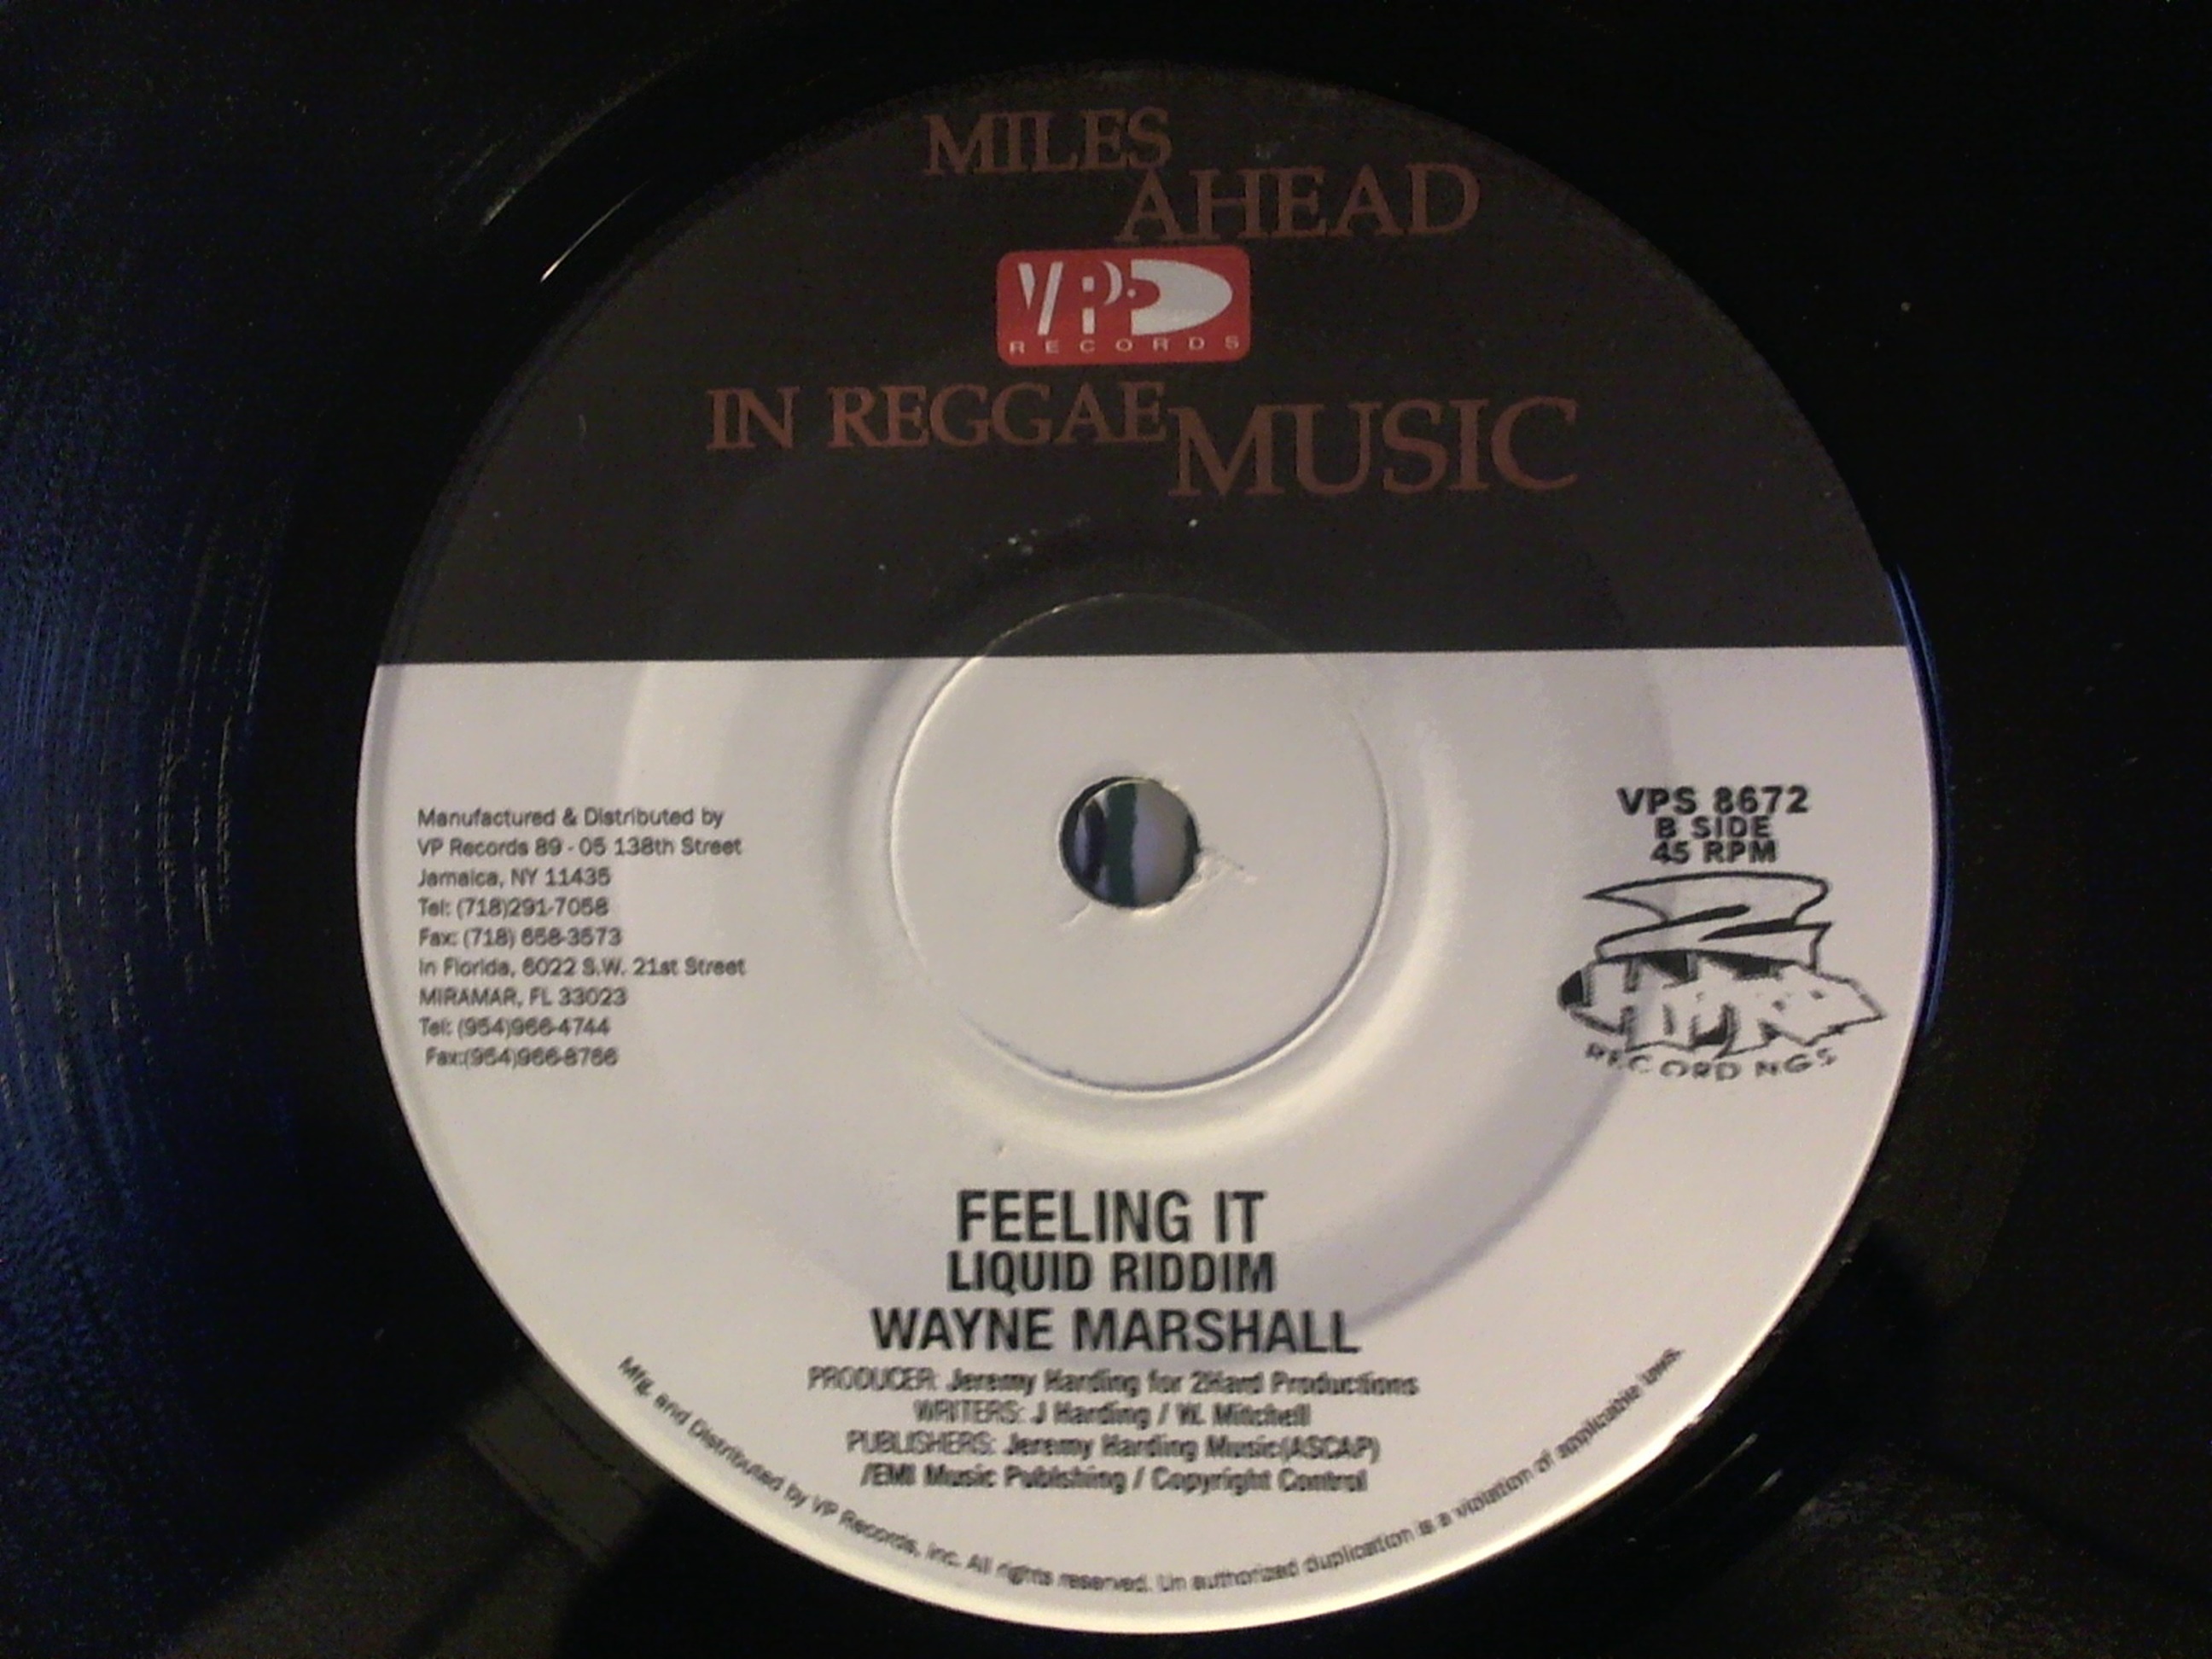 MILES
AHEAD
VP
RECORDS
IN REGGAE MUSIC
Manufactured & Distributed by
VP Records 89 - 05 138th Street
Jamaica, NY 11435
Tel: (718)291-7058
Fax: (718) 658-3573
In Florida, 6022 S.W. 21st Street
MIRAMAR, FL 33023
Tel: (954)966-4744
Fax:(954)966-8766
VPS 8672
B SIDE
45 RPM
2
HARD
RECORDINGS
FEELING IT
LIQUID RIDDIM
WAYNE MARSHALL
PRODUCER: Jeremy Harding for 2Hard Productions
WRITERS: J Harding / W. Mitchell
PUBLISHERS: Jeremy Harding Music(ASCAP)
/EMI Music Publishing / Copyright Control
Mfg. and Distributed by VP Records, Inc. All rights reserved. Un authorized duplication is a violation of applicable laws.